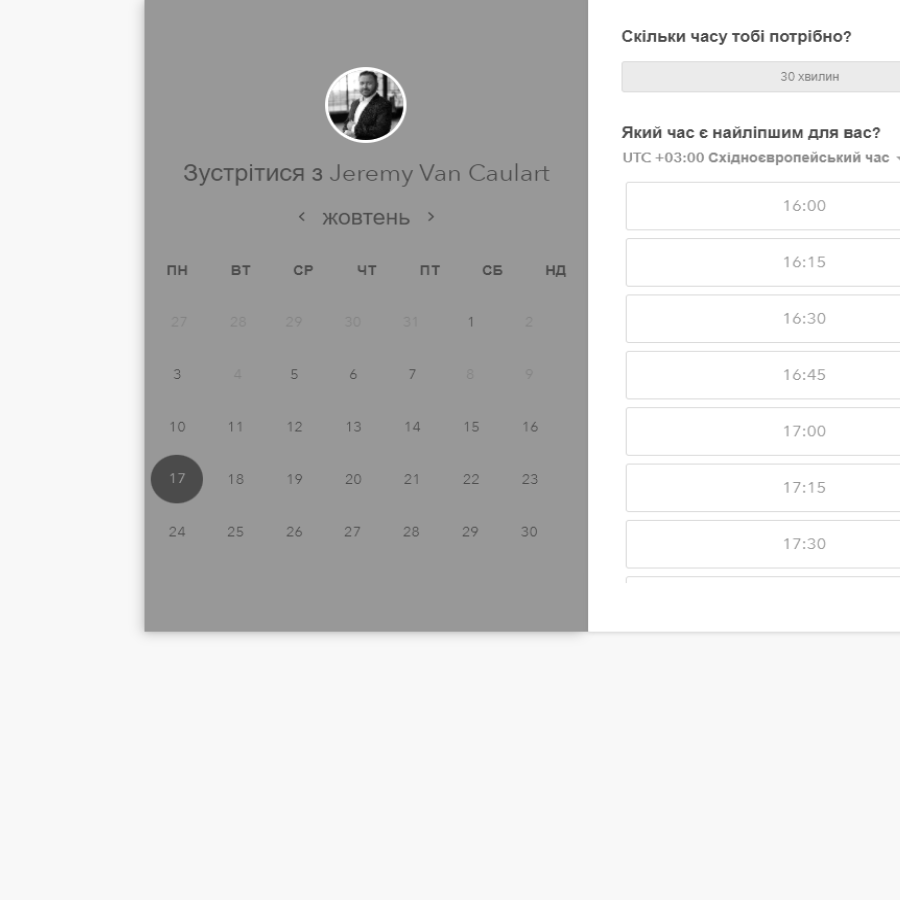 Зустрітися з Jeremy Van Caulart
жовтень
ПН ВТ СР ЧТ ПТ СБ НД
27 28 29 30 31 1 2
3 4 5 6 7 8 9
10 11 12 13 14 15 16
17 18 19 20 21 22 23
24 25 26 27 28 29 30
Скільки часу тобі потрібно?
30 хвилин
Який час є найліпшим для вас?
UTC +03:00 Східноєвропейський час
16:00
16:15
16:30
16:45
17:00
17:15
17:30